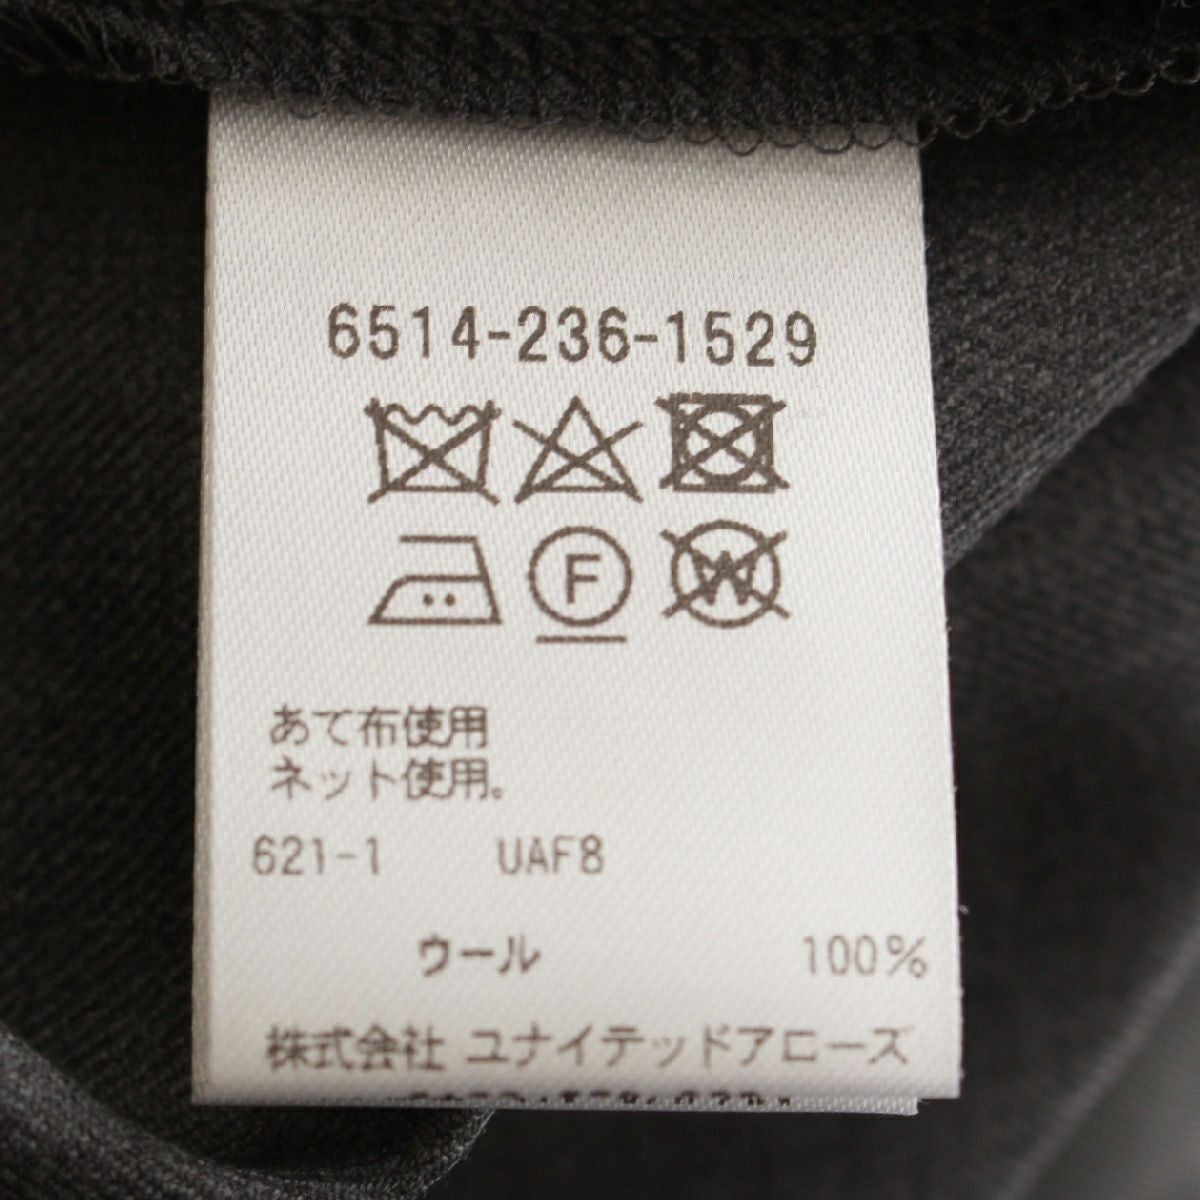 6514-236-1529
F W
あて布使用
ネット使用。
621-1 UAF8
ウール 100%
株式会社 ユナイテッドアローズ